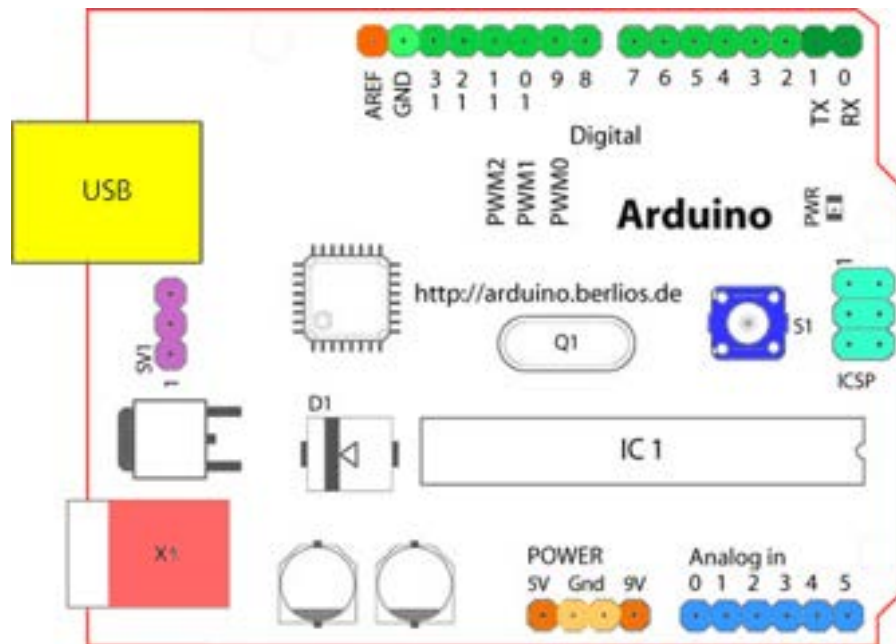 AREF
GND
13
12
11
10
9 8 7 6 5 4 3 2 1 0
TX
RX
Digital
USB
PWM2
PWM1
PWM0
Arduino
PWR
http://arduino.berlios.de
1
S1
Q1
SV1
1
ICSP
D1
IC 1
X1
POWER
5V Gnd 9V
Analog in
0 1 2 3 4 5